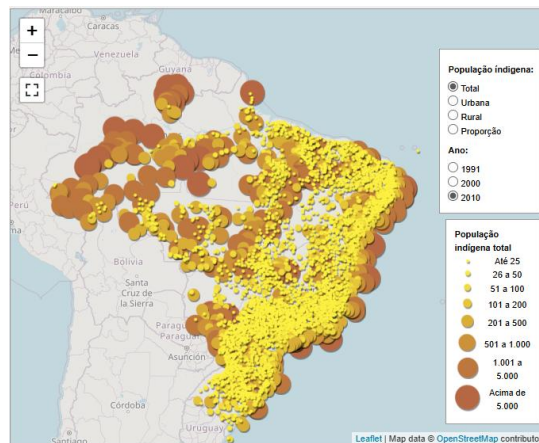 Maracaibo
Caracas
+
−
Venezuela
Guyana
Colombia
Perú
Bolivia
Santa
Cruz de
la Sierra
Paraguay
Asunción
Córdoba
Uruguay
Santiago
População indígena:
Total
Urbana
Rural
Proporção
Ano:
1991
2000
2010
População
indígena total
Até 25
26 a 50
51 a 100
101 a 200
201 a 500
501 a 1.000
1.001 a
5.000
Acima de
5.000
Leaflet | Map data © OpenStreetMap contributo